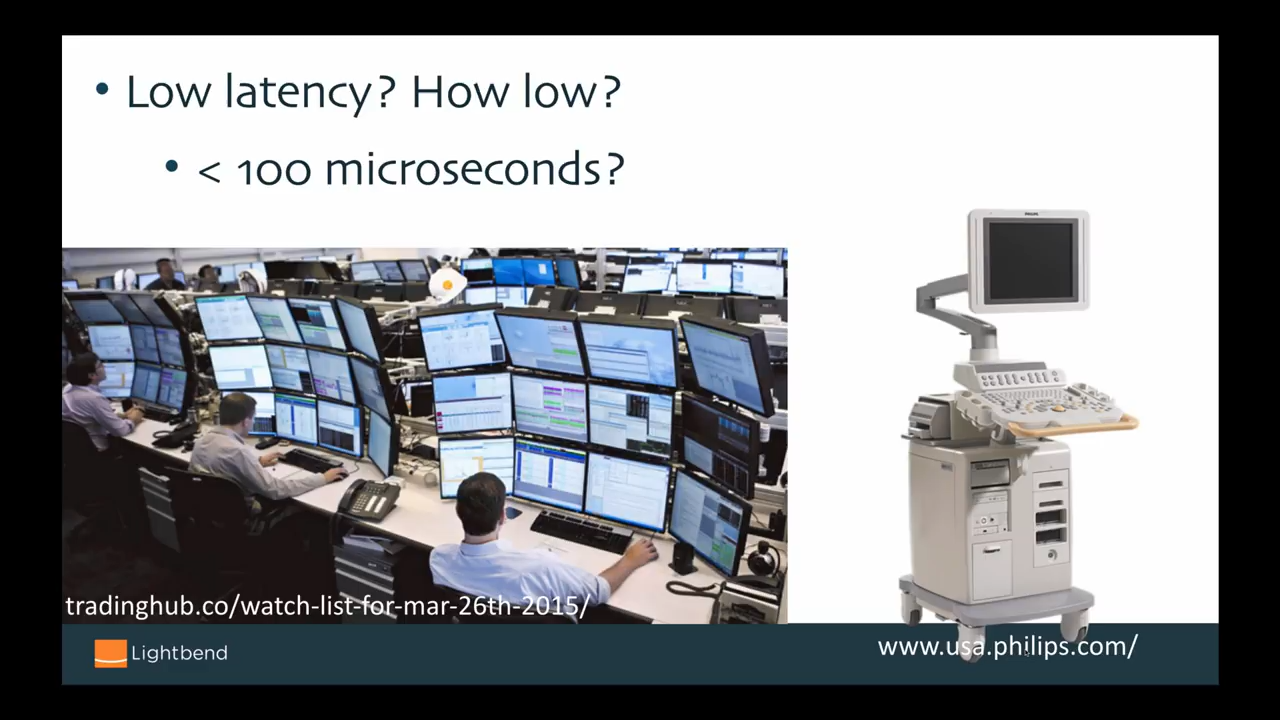 • Low latency? How low?
• < 100 microseconds?
PHILIPS
tradinghub.co/watch-list-for-mar-26th-2015/
Lightbend
www.usa.philips.com/